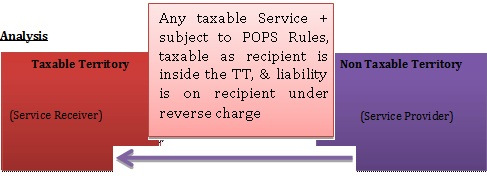 Analysis
Any taxable Service +
subject to POPS Rules,
taxable as recipient is
inside the TT, & liability
is on recipient under
reverse charge
Taxable Territory
(Service Receiver)
Non Taxable Territory
(Service Provider)